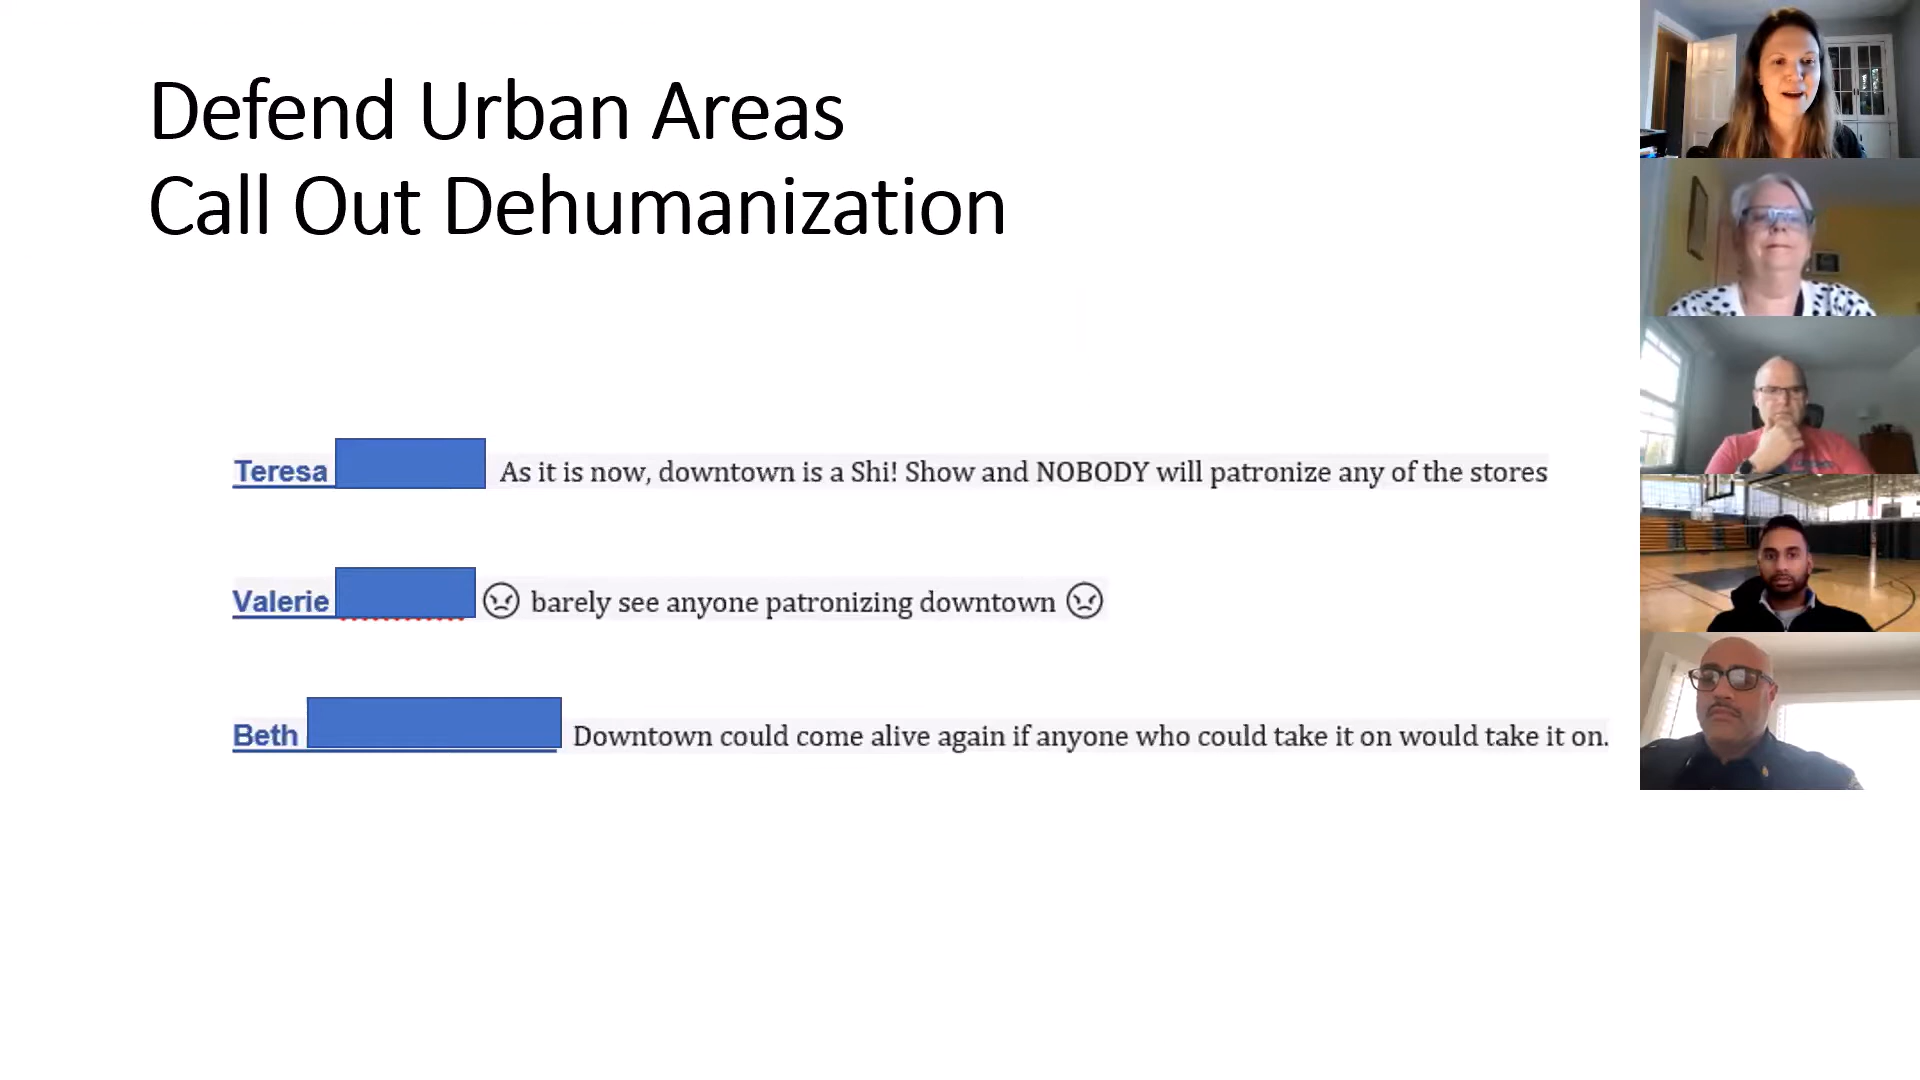 Defend Urban Areas
Call Out Dehumanization
Teresa As it is now, downtown is a Shi! Show and NOBODY will patronize any of the stores
Valerie 😠 barely see anyone patronizing downtown 😠
Beth Downtown could come alive again if anyone who could take it on would take it on.